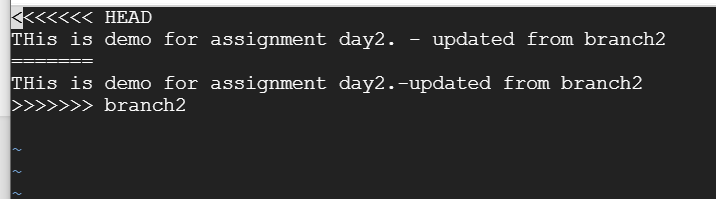 <<<<<<< HEAD
THis is demo for assignment day2. - updated from branch2
=======
THis is demo for assignment day2.-updated from branch2
>>>>>>> branch2
~
~
~